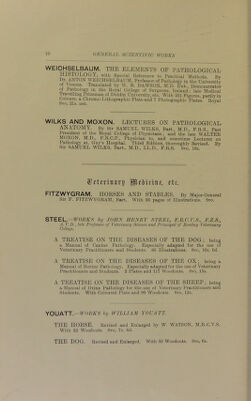 10 GENERAL SCIENTIFIC WORKS
WEICHSELBAUM. THE ELEMENTS OF PATHOLOGICAL
HISTOLOGY, with Special Reference to Practical Methods. By
Dr. ANTON WEICHSELBAUM, Professor of Pathology in the University
of Vienna. Translated by W. R. DAWSON, M.D. Dub., Demonstrator
of Pathology in the Royal College of Surgeons, Ireland; late Medical
Travelling Prizeman of Dublin University, etc. With 221 Figures, partly in
Colours, a Chromo-lithographic Plate and 7 Photographic Plates. Royal
8vo. 21s. net.
WILKS AND MOXON. LECTURES ON PATHOLOGICAL
ANATOMY. By Sir SAMUEL WILKS, Bart., M.D., F.R.S., Past
President of the Royal College of Physicians, and the late WALTER
MOXON, M.D., F.R.C.P., Physician to, and sometime Lecturer on
Pathology at, Guy's Hospital. Third Edition, thoroughly Revised. By
Sir SAMUEL WILKS, Bart., M.D., LL.D., F.R.S. 8vo. 18s.
Veterinary Medicine, etc.
FITZWYGRAM. HORSES AND STABLES. By Major-General
Sir F. FITZWYGRAM, Bart. With 56 pages of Illustrations. 8vo.
STEEL.—WORKS by JOHN HENRY STEEL, F.R.C.V.S., F.Z.S.,
A.V.D., late Professor of Veterinary Science and Principal of Bombay Veterinary
College.
A TREATISE ON THE DISEASES OF THE DOG; being
a Manual of Canine Pathology. Especially adapted for the use of
Veterinary Practitioners and Students. 88 Illustrations. 8vo. 10s. 6d.
A TREATISE ON THE DISEASES OF THE OX; being a
Manual of Bovine Pathology. Especially adapted for the use of Veterinary
Practitioners and Students. 2 Plates and 117 Woodcuts. 8vo. 15s.
A TREATISE ON THE DISEASES OF THE SHEEP; being
a Manual of Ovine Pathology for the use of Veterinary Practitioners and
Students. With Coloured Plate and 99 Woodcuts. 8vo. 12s.
YOUATT.—WORKS by WILLIAM YOUATT.
THE HORSE. Revised and Enlarged by W. WATSON, M.R.C.V.S.
With 52 Woodcuts. 8vo. 7s. 6d.
THE DOG. Revised and Enlarged. With 33 Woodcuts. 8vo. 6s.